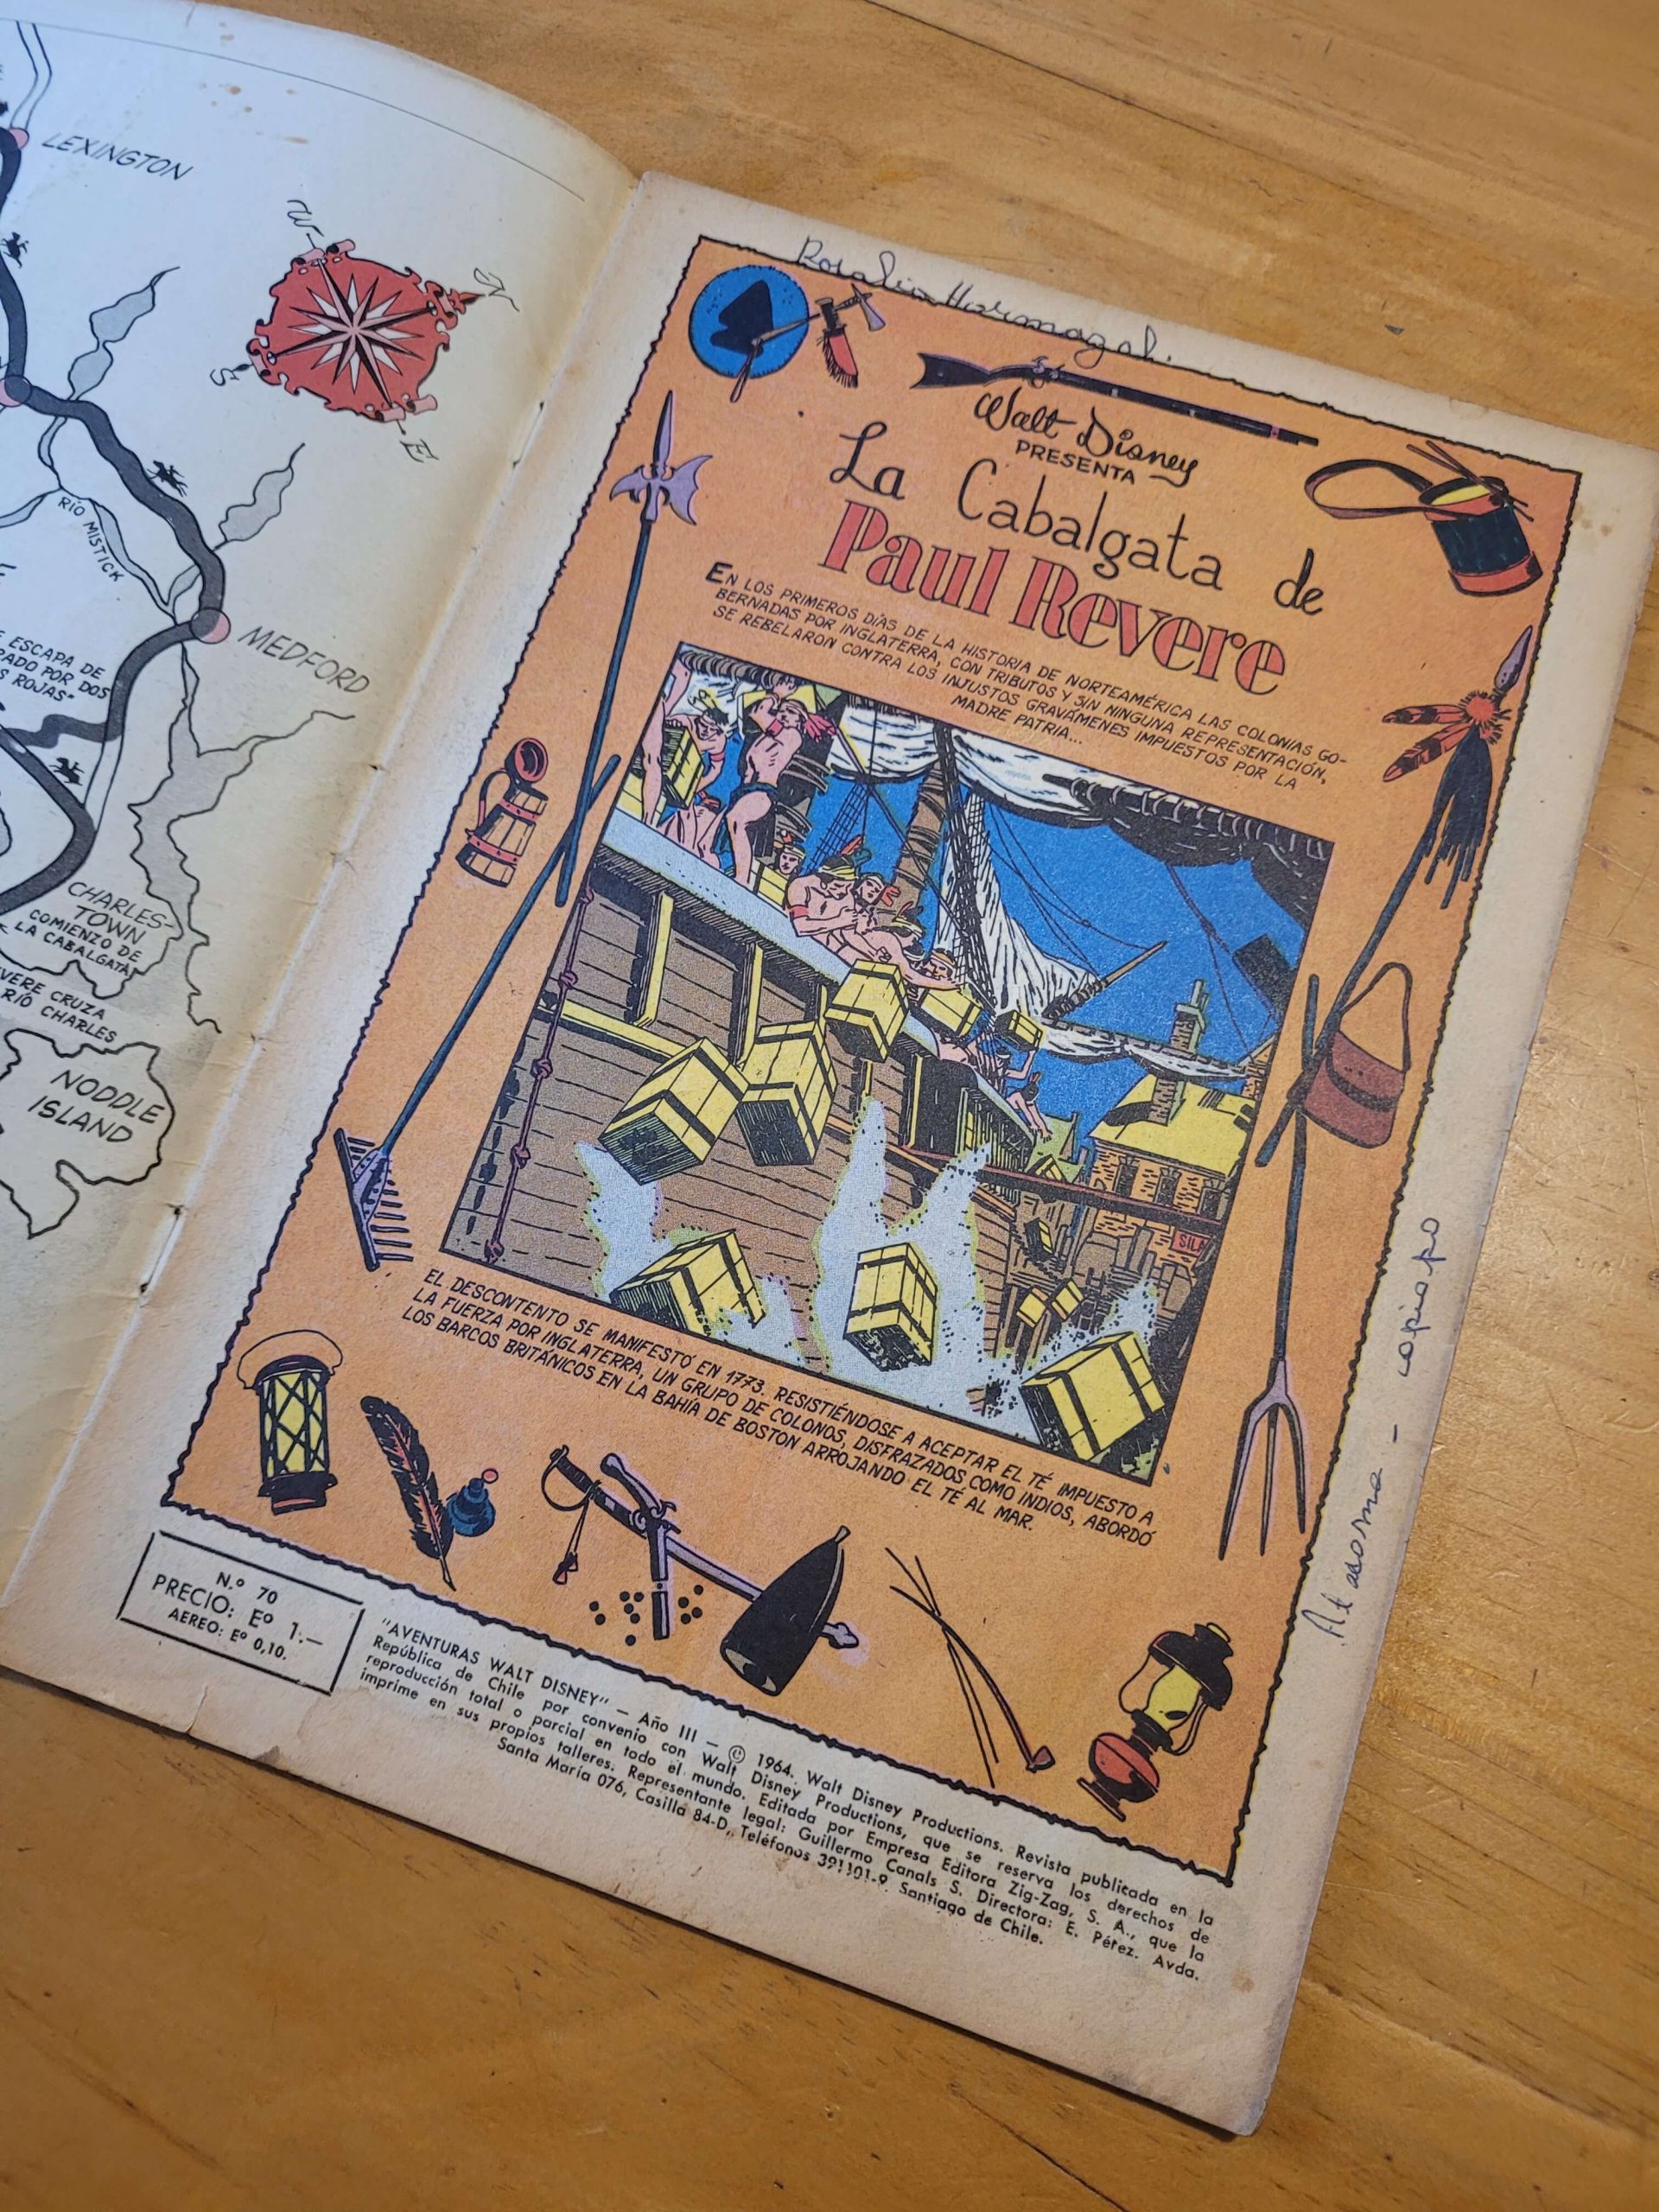 LEXINGTON
W
N
S
E
RÍO MISTICK
MEDFORD
ESCAPA DE
POR DOS
ROJAS"
CHARLES-
TOWN
COMIENZO DE
LA CABALGATA
CRUZA
RÍO CHARLES
NODDLE
ISLAND
Walt Disney
PRESENTA
La Cabalgata de
Paul Revere
EN LOS PRIMEROS DÍAS DE LA HISTORIA DE NORTEAMÉRICA LAS COLONIAS GO-
BERNADAS POR INGLATERRA, CON TRIBUTOS Y SIN NINGUNA REPRESENTACIÓN,
SE REBELARON CONTRA LOS INJUSTOS GRAVÁMENES IMPUESTOS POR LA
MADRE PATRIA...
EL DESCONTENTO SE MANIFESTÓ EN 1773. RESISTIÉNDOSE A ACEPTAR EL TÉ IMPUESTO A
LA FUERZA POR INGLATERRA, UN GRUPO DE COLONOS, DISFRAZADOS COMO INDIOS, ABORDÓ
LOS BARCOS BRITÁNICOS EN LA BAHÍA DE BOSTON ARROJANDO EL TÉ AL MAR.
copiapo
N.º 70
PRECIO: Eº 1.—
AEREO: Eº 0,10.
"AVENTURAS WALT DISNEY" — Año III — © 1964. Walt Disney Productions. Revista publicada en la
República de Chile por convenio con Walt Disney Productions, que se reserva los derechos de
reproducción total o parcial en todo el mundo. Editada por Empresa Editora Zig-Zag, S. A., que la
imprime en sus propios talleres. Representante legal: Guillermo Canals S. Directora: E. Pérez. Avda.
Santa María 076, Casilla 84-D, Teléfonos 391101-9, Santiago de Chile.